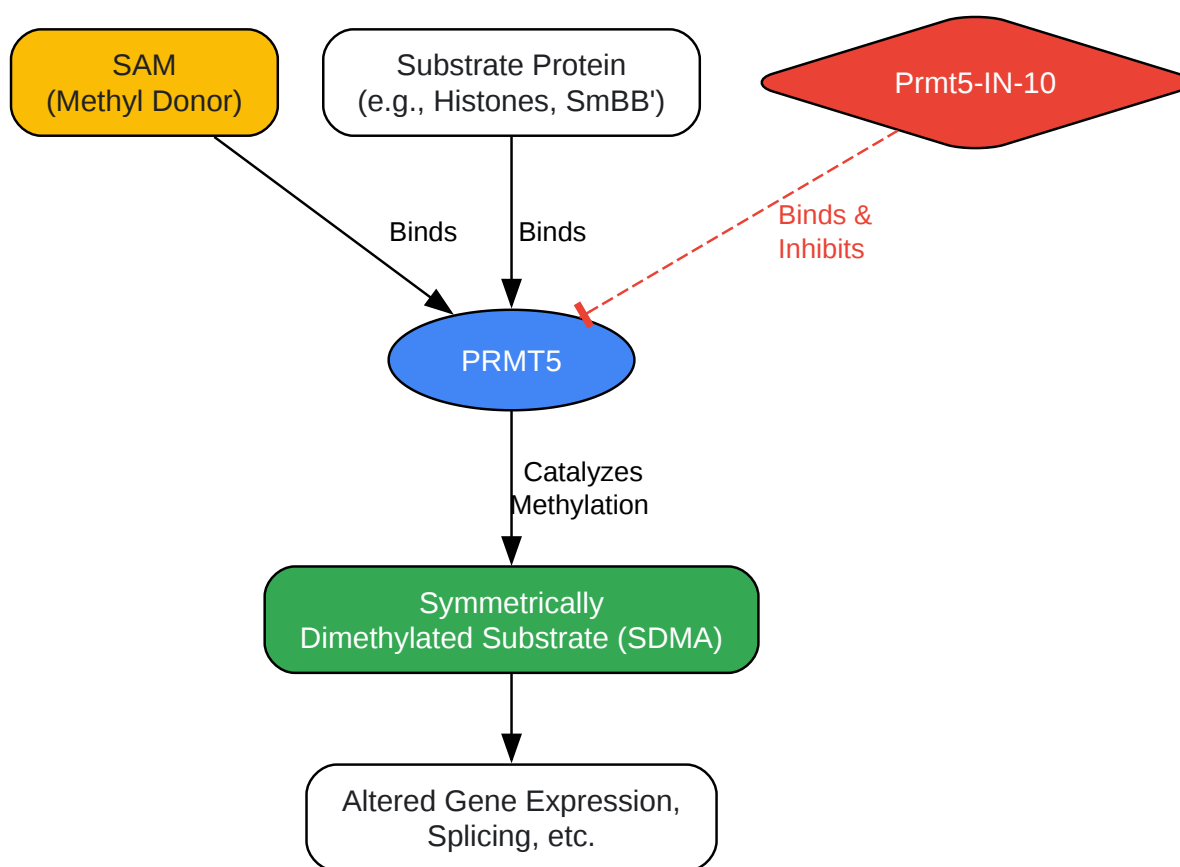 SAM
(Methyl Donor)
Substrate Protein
(e.g., Histones, SmBB')
Prmt5-IN-10
Binds
Binds
Binds &
Inhibits
PRMT5
Catalyzes
Methylation
Symmetrically
Dimethylated Substrate (SDMA)
Altered Gene Expression,
Splicing, etc.